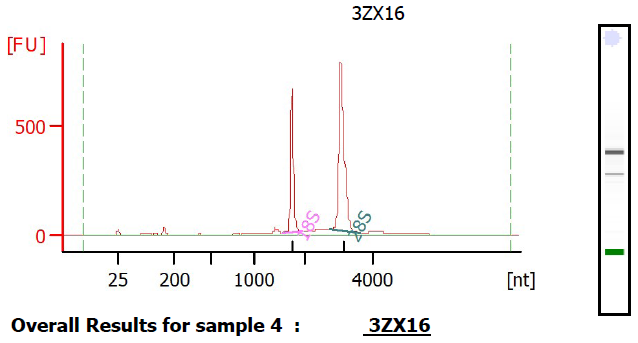 3ZX16
[FU]
500
0
18S
28S
25 200 1000 4000 [nt]
Overall Results for sample 4 : 3ZX16